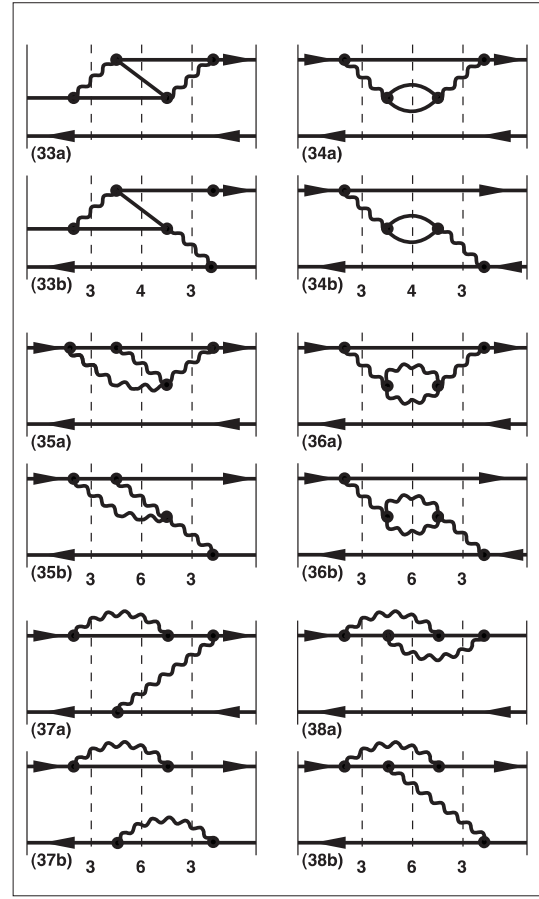 (33a) (34a)
(33b) 3 4 3 (34b) 3 4 3
(35a) (36a)
(35b) 3 6 3 (36b) 3 6 3
(37a) (38a)
(37b) 3 6 3 (38b) 3 6 3